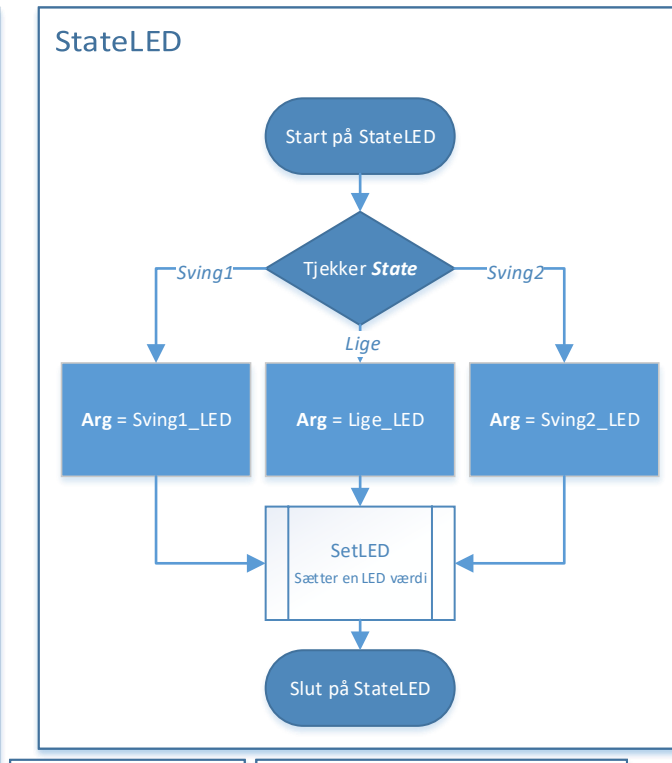 StateLED
Start på StateLED
Tjekker State
Sving1
Sving2
Lige
Arg = Sving1_LED
Arg = Lige_LED
Arg = Sving2_LED
SetLED
Sætter en LED værdi
Slut på StateLED